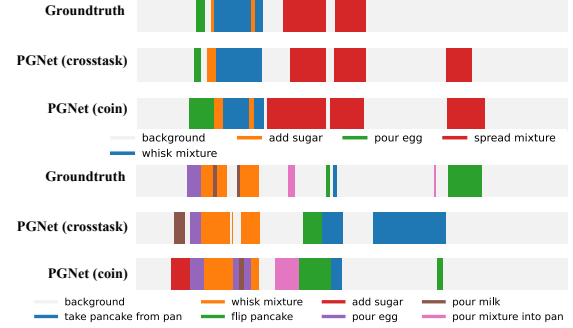 Groundtruth
PGNet (crosstask)
PGNet (coin)
background add sugar pour egg spread mixture
whisk mixture
Groundtruth
PGNet (crosstask)
PGNet (coin)
background whisk mixture add sugar pour milk
take pancake from pan flip pancake pour egg pour mixture into pan